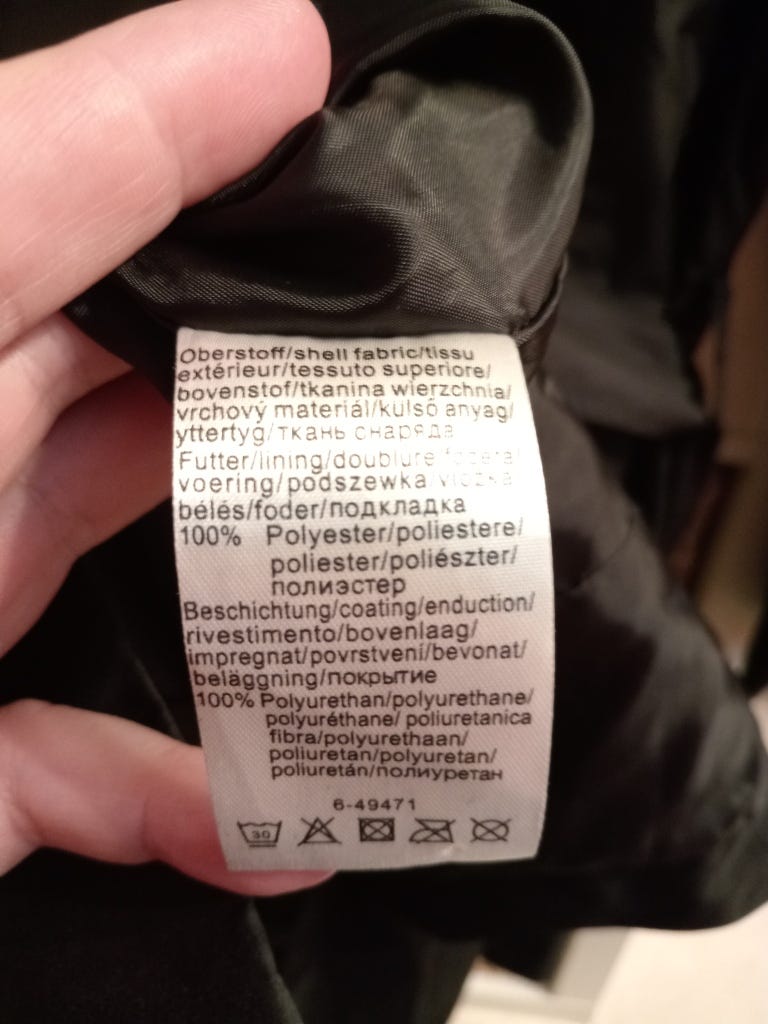 Oberstoff/shell fabric/tissu
extérieur/tessuto superiore/
bovenstof/tkanina wierzchnia/
vrchový materiál/külső anyag/
yttertyg/ткань снаряда
Futter/lining/doublure
voering/podszewka
bélés/foder/подкладка
100% Polyester/poliestere/
poliester/poliészter/
полиэстер
Beschichtung/coating/enduction/
rivestimento/bovenlaag/
impregnat/povrstvení/bevonat/
beläggning/покрытие
100% Polyurethan/polyurethane/
polyuréthane/ poliuretanica
fibra/polyurethaan/
poliuretan/polyuretan/
poliuretán/полиуретан
6-49471
30